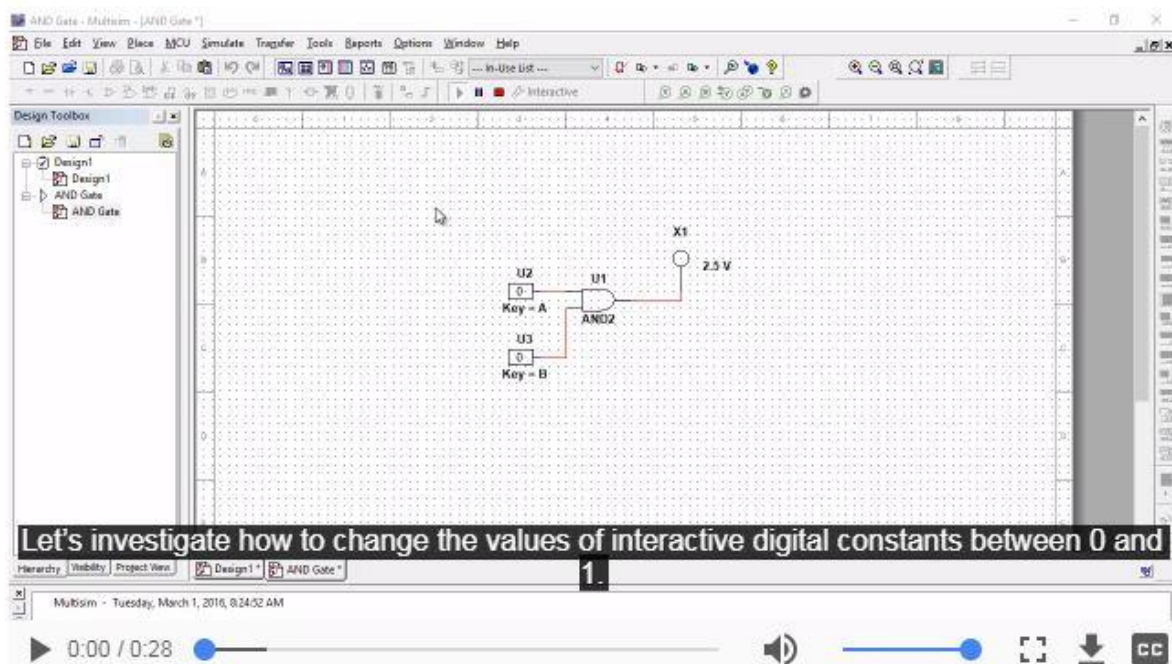 AND Gate - Multisim - [AND Gate *]
File Edit View Place MCU Simulate Transfer Tools Reports Options Window Help
--- In-Use List ---
Interactive
Design Toolbox
Design1
Design1
AND Gate
AND Gate
X1
2.5 V
U2
U1
0
Key = A
AND2
U3
0
Key = B
Let's investigate how to change the values of interactive digital constants between 0 and
1.
Hierarchy Visibility Project View Design1 * AND Gate *
Multisim - Tuesday, March 1, 2016, 8:24:52 AM
0:00 / 0:28
CC